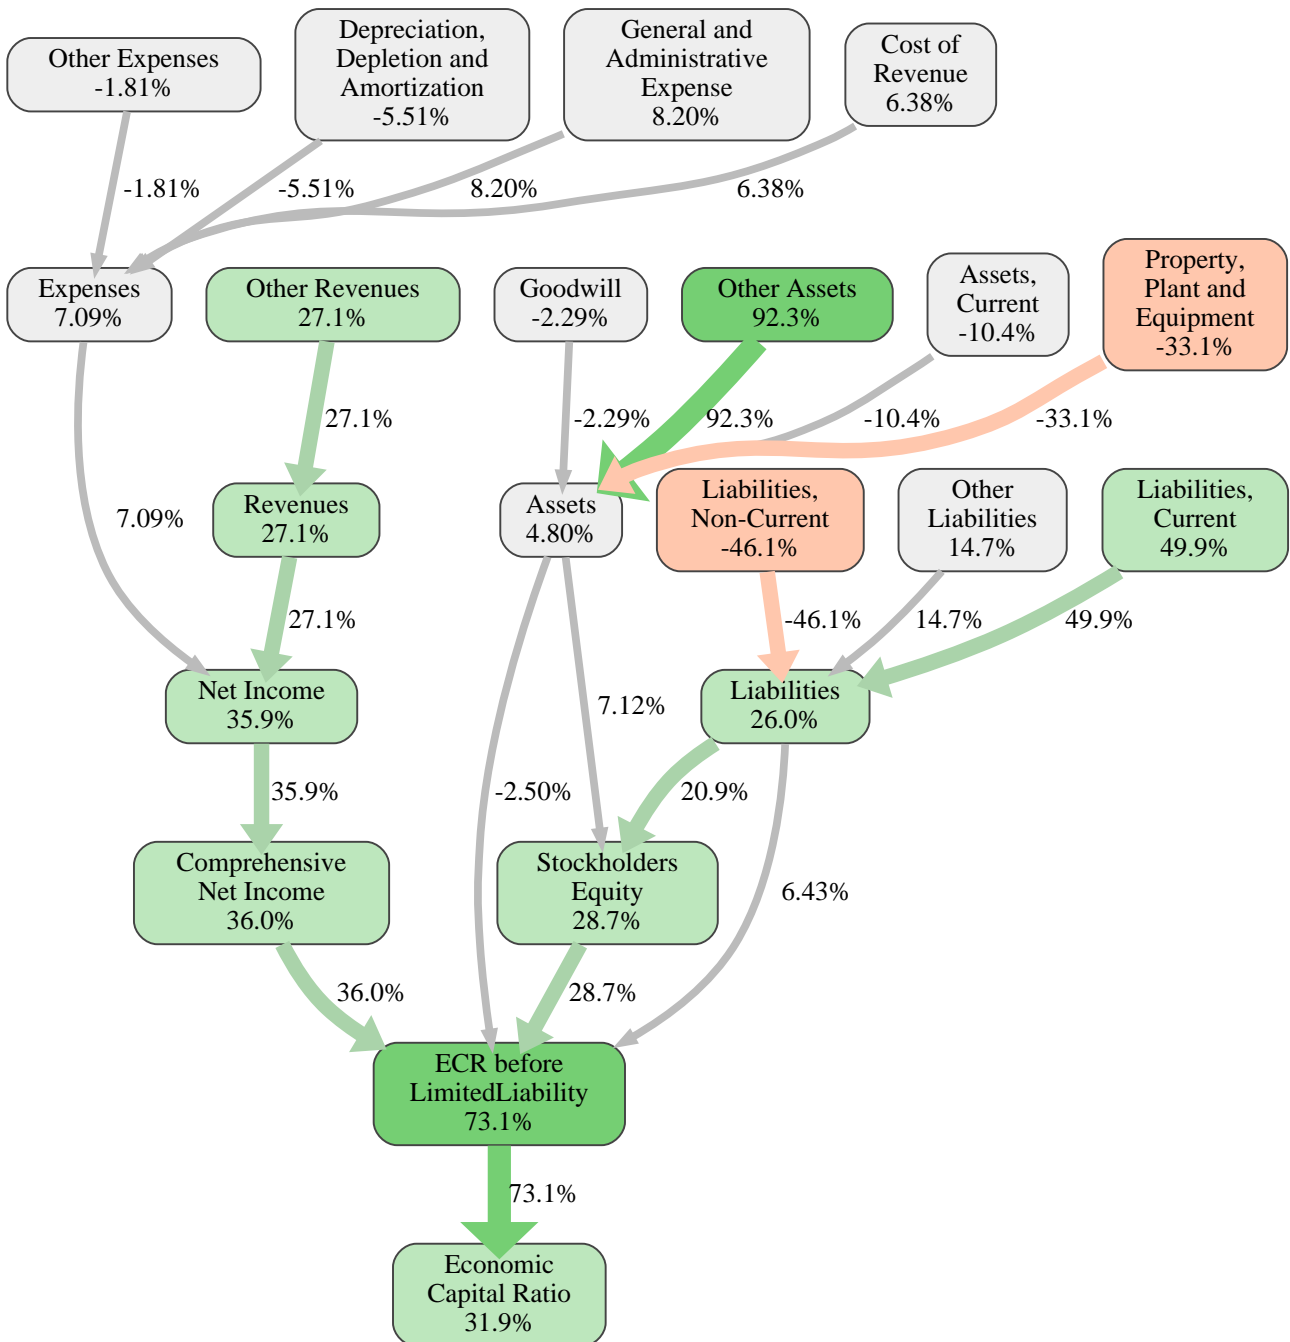 Other Expenses
-1.81%
Depreciation,
Depletion and
Amortization
-5.51%
General and
Administrative
Expense
8.20%
Cost of
Revenue
6.38%
-1.81%
-5.51%
8.20%
6.38%
Expenses
7.09%
Other Revenues
27.1%
Goodwill
-2.29%
Other Assets
92.3%
Assets,
Current
-10.4%
Property,
Plant and
Equipment
-33.1%
27.1%
-2.29%
92.3%
-10.4%
-33.1%
7.09%
Revenues
27.1%
Assets
4.80%
Liabilities,
Non-Current
-46.1%
Other
Liabilities
14.7%
Liabilities,
Current
49.9%
27.1%
-46.1%
14.7%
49.9%
Net Income
35.9%
7.12%
Liabilities
26.0%
35.9%
-2.50%
20.9%
Comprehensive
Net Income
36.0%
Stockholders
Equity
28.7%
6.43%
36.0%
28.7%
ECR before
LimitedLiability
73.1%
73.1%
Economic
Capital Ratio
31.9%